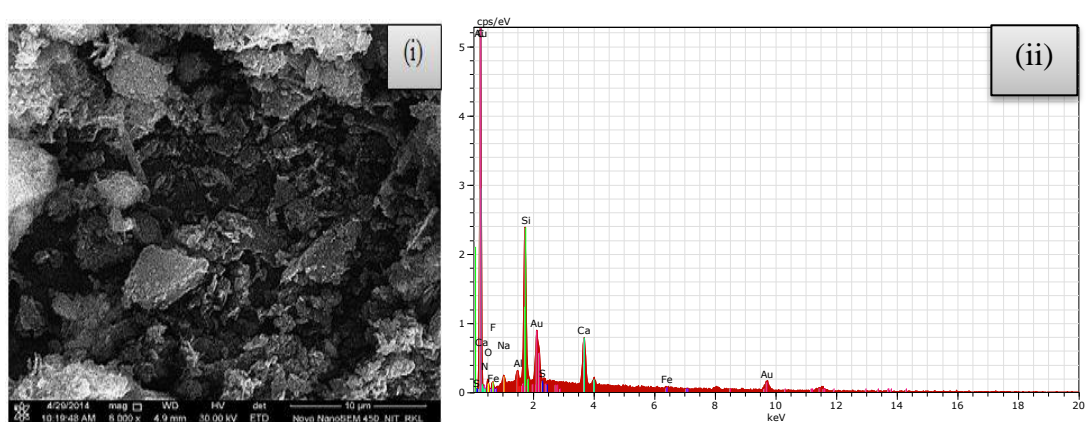 (i)
4/29/2014 mag WD HV det 10 µm
10:19:48 AM 6 000 x 4.9 mm 30.00 kV ETD Nova NanoSEM 450 NIT RKL
(ii)
cps/eV
Au
5
4
3
2
1
0
Si
Au
Ca
F
Ca
O
Na
N
Al
S
Fe
S
Fe
Au
2 4 6 8 10 12 14 16 18 20
keV